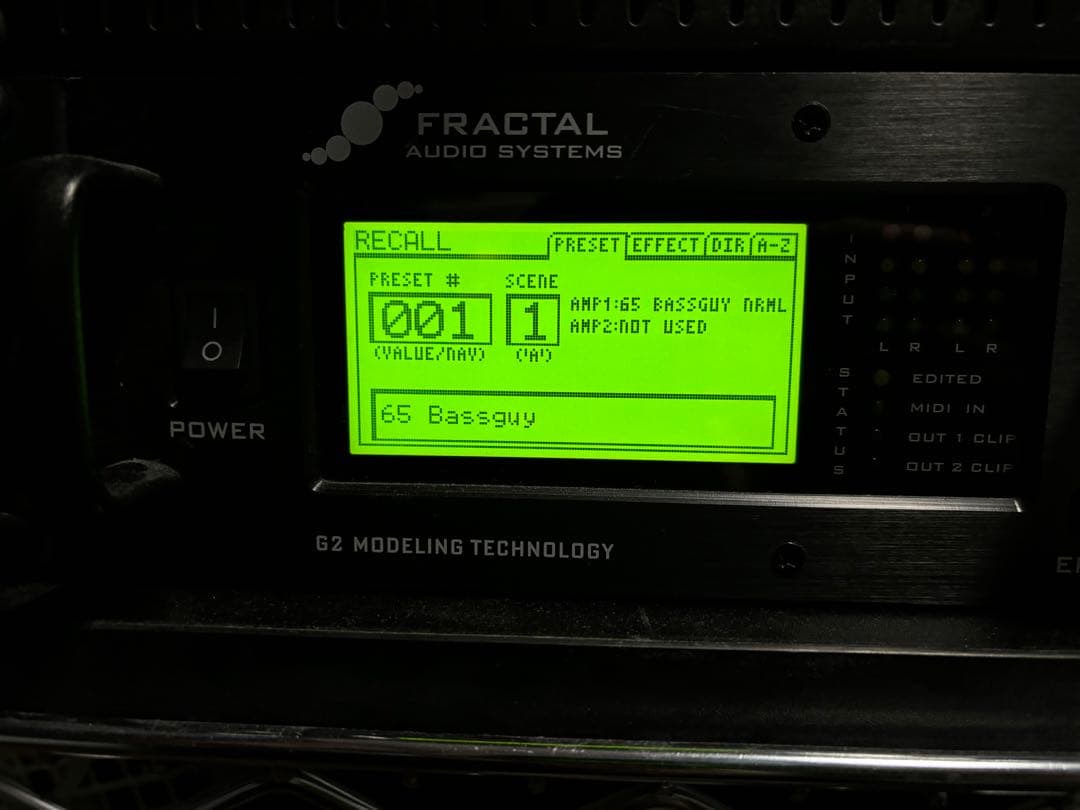 FRACTAL
AUDIO SYSTEMS
RECALL PRESET EFFECT DIR A-Z
PRESET # SCENE
001 1
AMP1:65 BASSGUY NRML
AMP2:NOT USED
(VALUE/NAV) ('A')
65 Bassguy
POWER
INPUT
L R L R
STATUS
EDITED
MIDI IN
OUT 1 CLIP
OUT 2 CLIP
G2 MODELING TECHNOLOGY